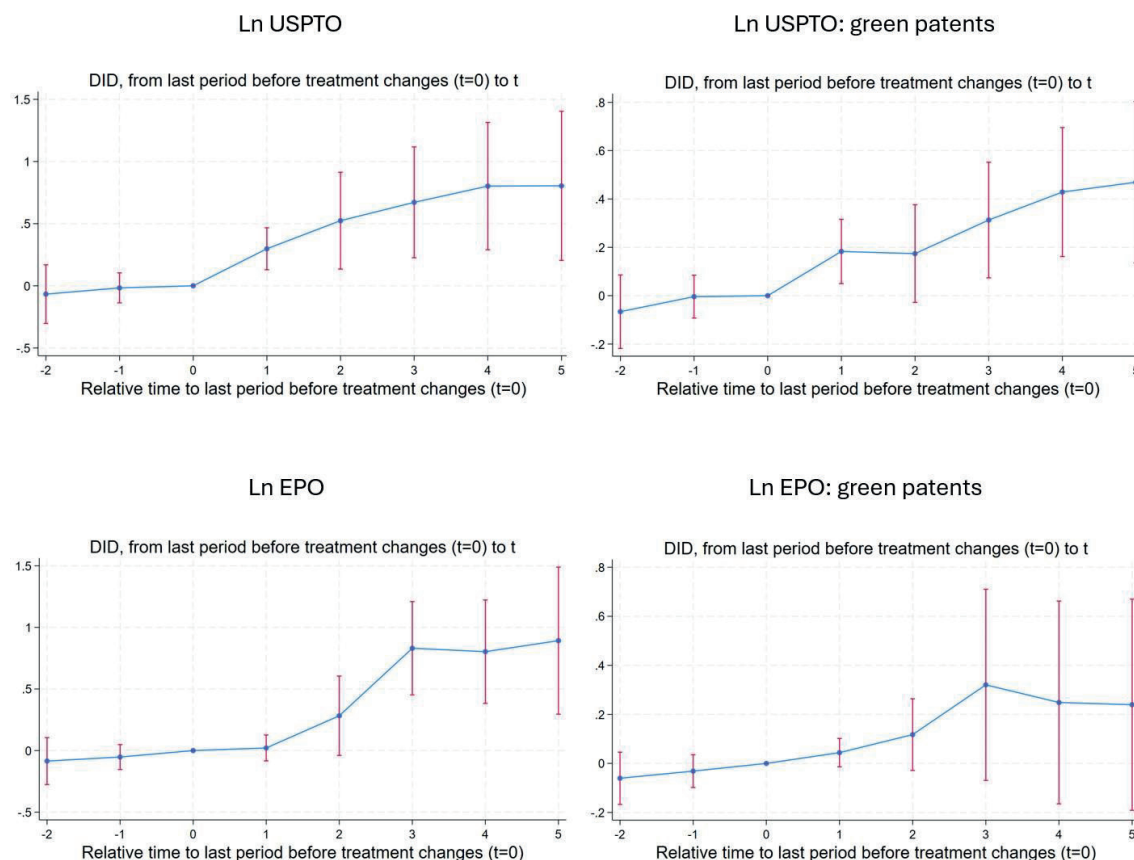 Ln USPTO
DID, from last period before treatment changes (t=0) to t
1.5
1
.5
0
-.5
-2 -1 0 1 2 3 4 5
Relative time to last period before treatment changes (t=0)
Ln USPTO: green patents
DID, from last period before treatment changes (t=0) to t
.8
.6
.4
.2
0
-.2
-2 -1 0 1 2 3 4 5
Relative time to last period before treatment changes (t=0)
Ln EPO
DID, from last period before treatment changes (t=0) to t
1.5
1
.5
0
-.5
-2 -1 0 1 2 3 4 5
Relative time to last period before treatment changes (t=0)
Ln EPO: green patents
DID, from last period before treatment changes (t=0) to t
.8
.6
.4
.2
0
-.2
-2 -1 0 1 2 3 4 5
Relative time to last period before treatment changes (t=0)